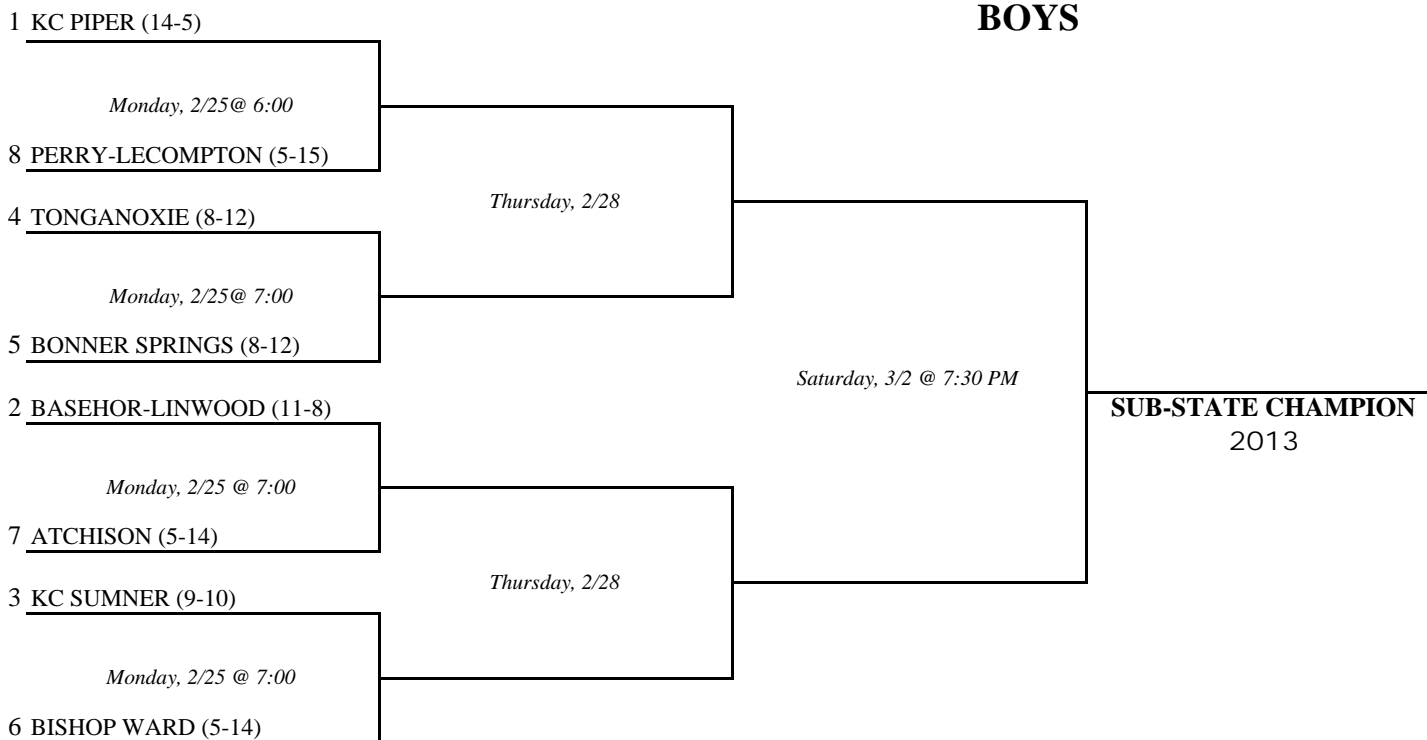 BOYS
1 KC PIPER (14-5)
Monday, 2/25@ 6:00
8 PERRY-LECOMPTON (5-15)
Thursday, 2/28
4 TONGANOXIE (8-12)
Monday, 2/25@ 7:00
5 BONNER SPRINGS (8-12)
Saturday, 3/2 @ 7:30 PM
2 BASEHOR-LINWOOD (11-8)
SUB-STATE CHAMPION
2013
Monday, 2/25 @ 7:00
7 ATCHISON (5-14)
Thursday, 2/28
3 KC SUMNER (9-10)
Monday, 2/25 @ 7:00
6 BISHOP WARD (5-14)